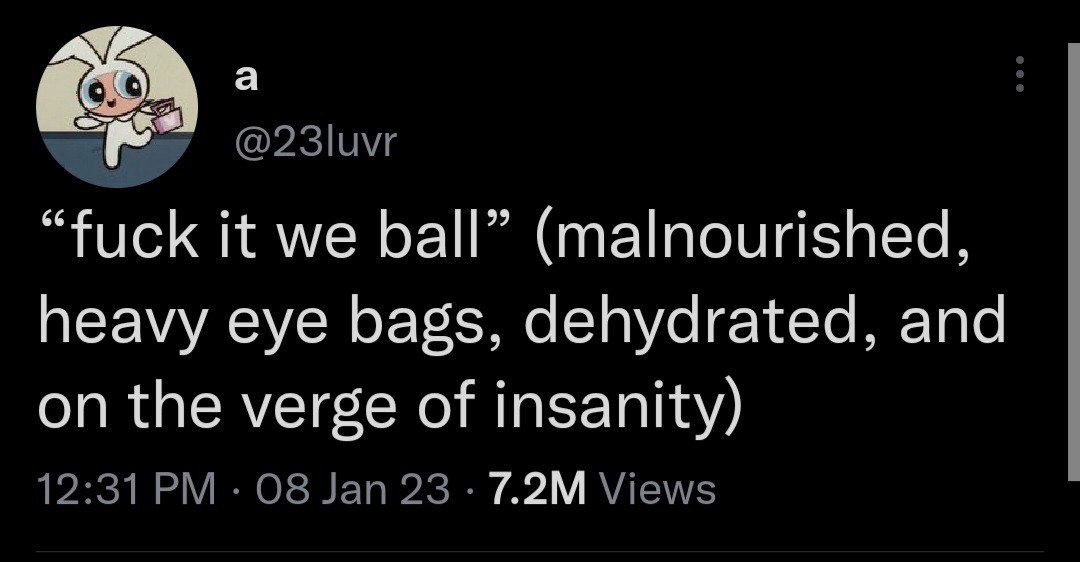 a
@23luvr
“fuck it we ball” (malnourished,
heavy eye bags, dehydrated, and
on the verge of insanity)
12:31 PM · 08 Jan 23 · 7.2M Views